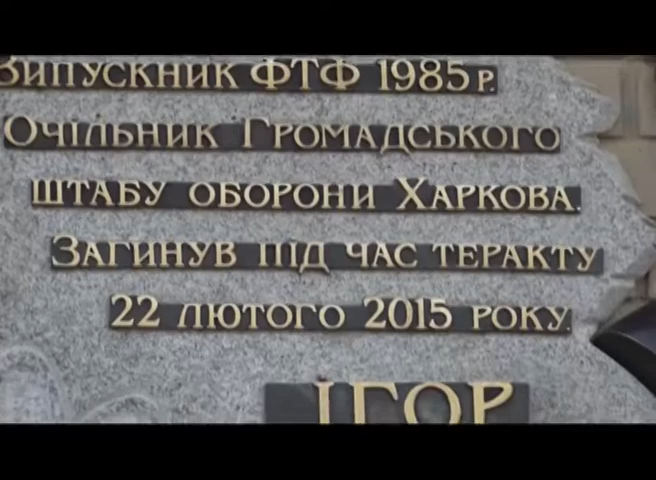 Випускник ФТФ 1985 р.
Очільник Громадського
штабу оборони Харкова.
Загинув під час теракту
22 лютого 2015 року.
Ігор